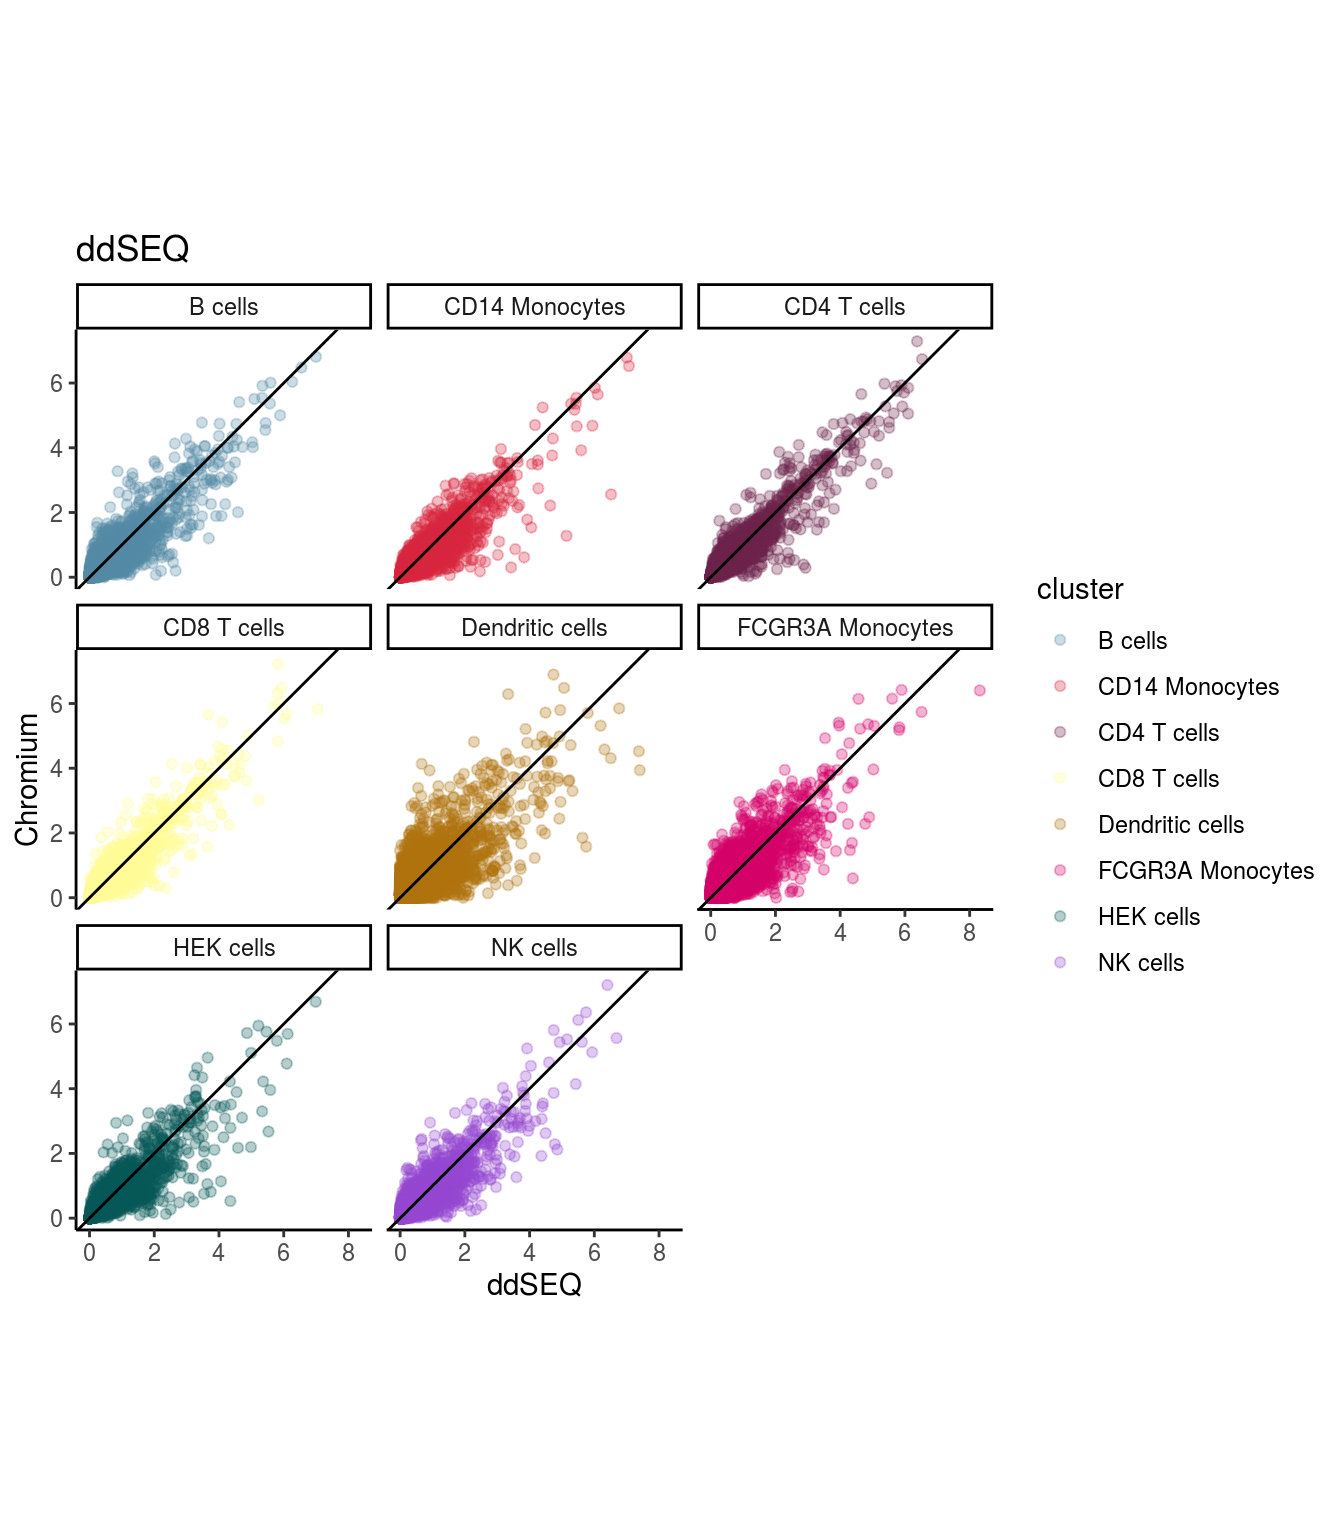 ddSEQ
B cells
CD14 Monocytes
CD4 T cells
6
4
2
0
CD8 T cells
Dendritic cells
FCGR3A Monocytes
6
4
2
0
0 2 4 6 8
HEK cells
NK cells
6
4
2
0
0 2 4 6 8
0 2 4 6 8
ddSEQ
Chromium
cluster
B cells
CD14 Monocytes
CD4 T cells
CD8 T cells
Dendritic cells
FCGR3A Monocytes
HEK cells
NK cells